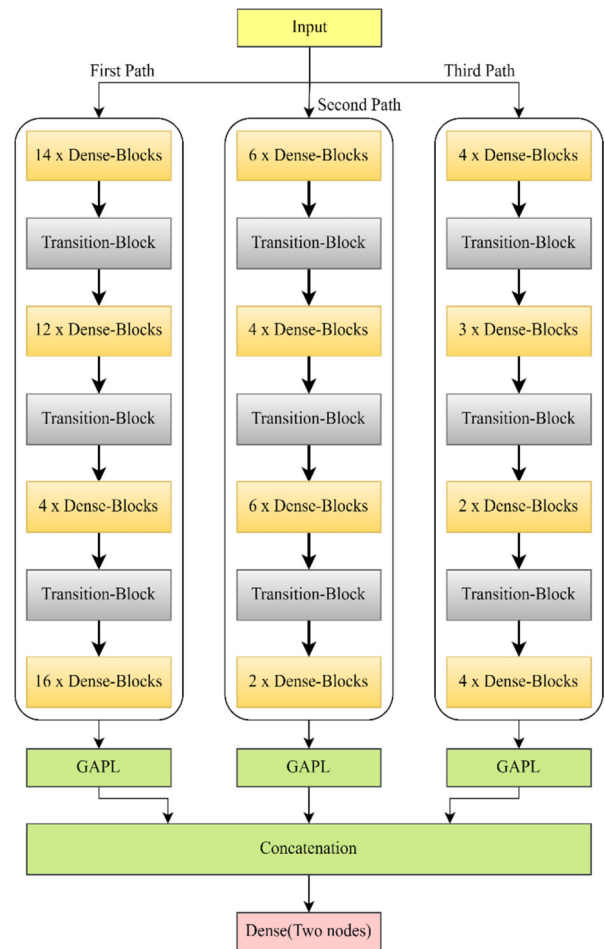 Input
First Path
Second Path
Third Path
14 x Dense-Blocks
Transition-Block
12 x Dense-Blocks
Transition-Block
4 x Dense-Blocks
Transition-Block
16 x Dense-Blocks
6 x Dense-Blocks
Transition-Block
4 x Dense-Blocks
Transition-Block
6 x Dense-Blocks
Transition-Block
2 x Dense-Blocks
4 x Dense-Blocks
Transition-Block
3 x Dense-Blocks
Transition-Block
2 x Dense-Blocks
Transition-Block
4 x Dense-Blocks
GAPL
GAPL
GAPL
Concatenation
Dense(Two nodes)